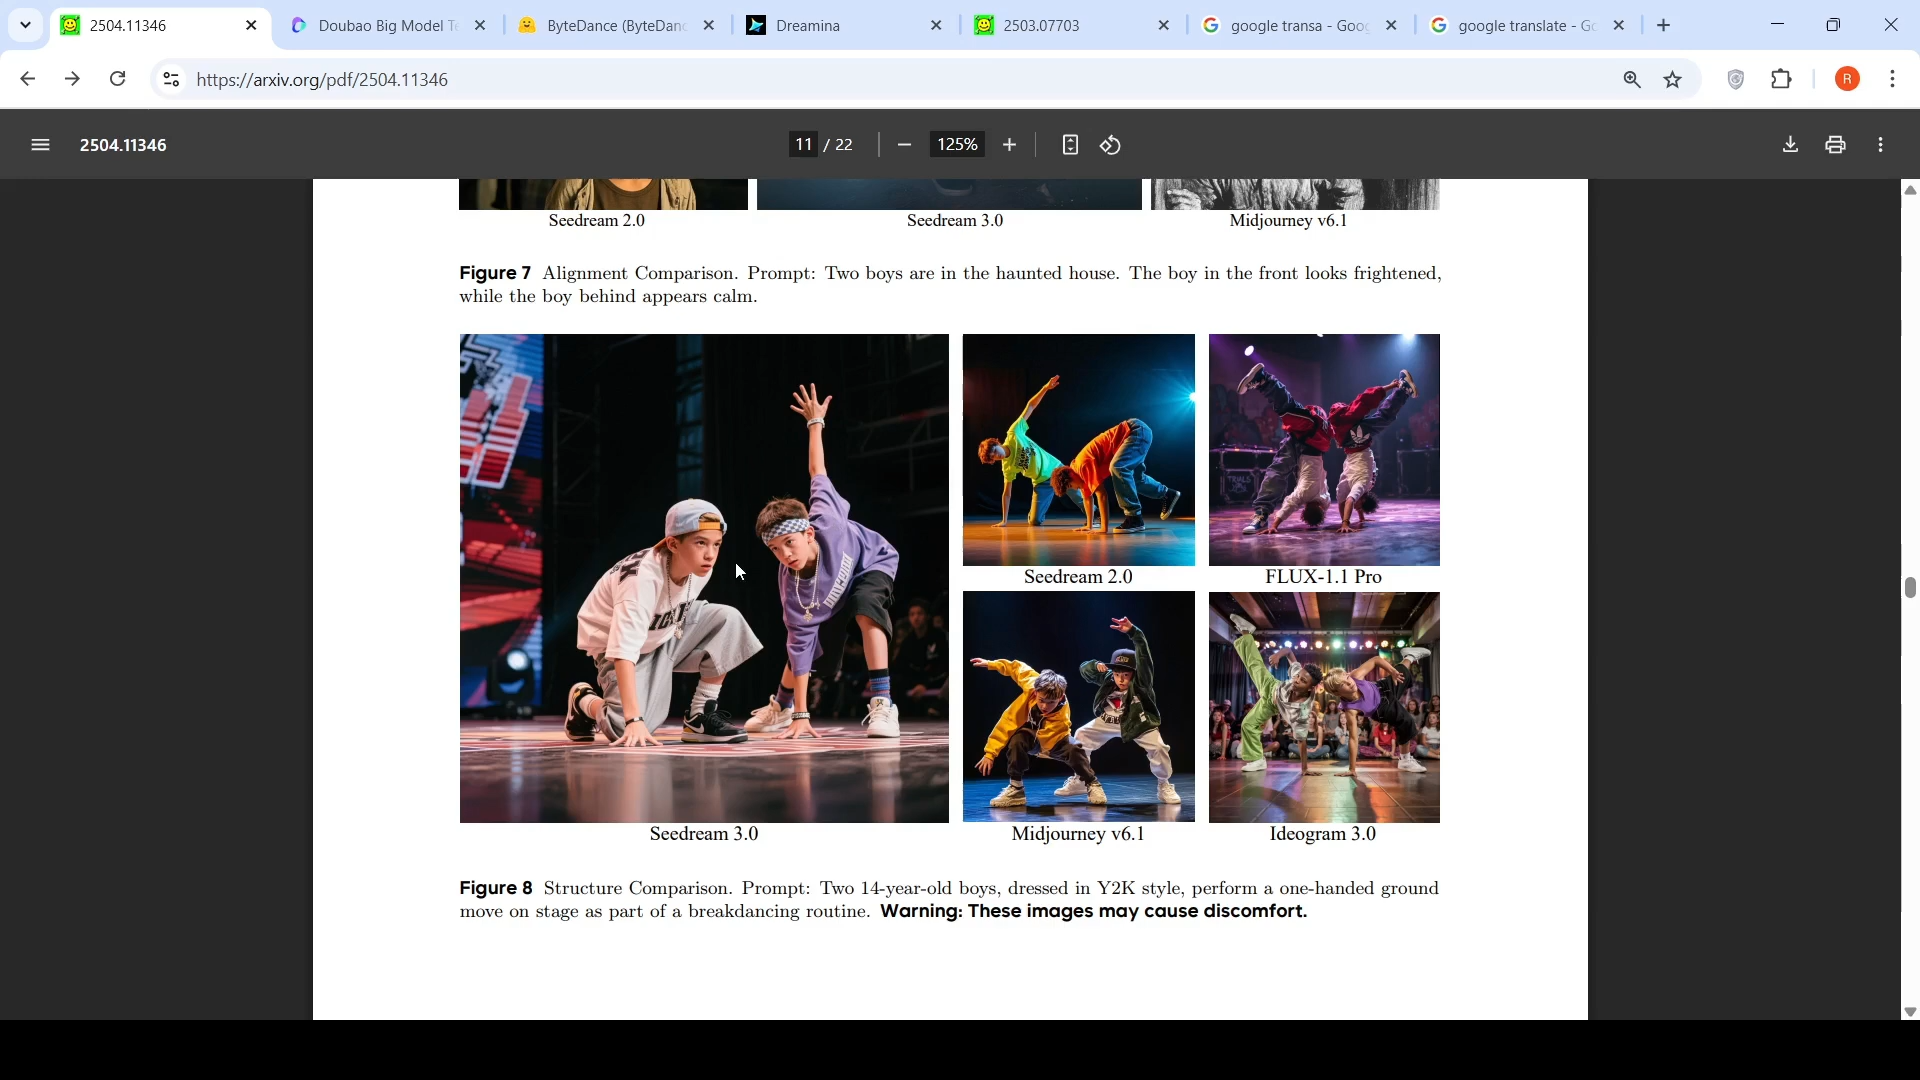 2504.11346
Doubao Big Model Te
ByteDance (ByteDanc
Dreamina
2503.07703
google transa - Goog
google translate - Go
https://arxiv.org/pdf/2504.11346
R
2504.11346
11 / 22
125%
Seedream 2.0
Seedream 3.0
Midjourney v6.1
Figure 7 Alignment Comparison. Prompt: Two boys are in the haunted house. The boy in the front looks frightened,
while the boy behind appears calm.
Seedream 2.0
FLUX-1.1 Pro
Seedream 3.0
Midjourney v6.1
Ideogram 3.0
Figure 8 Structure Comparison. Prompt: Two 14-year-old boys, dressed in Y2K style, perform a one-handed ground
move on stage as part of a breakdancing routine. Warning: These images may cause discomfort.